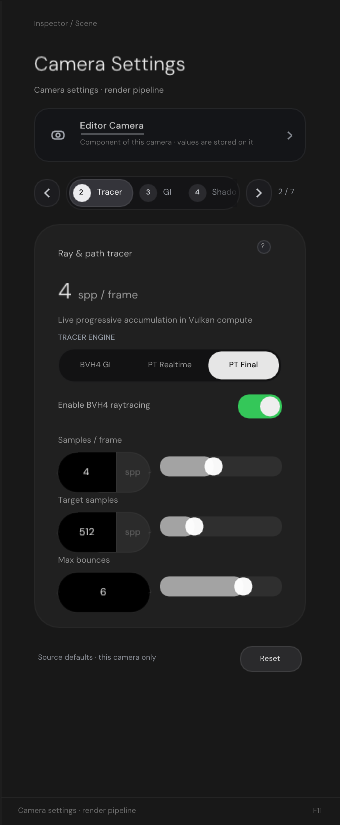 Inspector / Scene
Camera Settings
Camera settings · render pipeline
Editor Camera
Component of this camera · values are stored on it
2 Tracer 3 GI 4 Shado 2 / 7
Ray & path tracer ?
4 spp / frame
Live progressive accumulation in Vulkan compute
TRACER ENGINE
BVH4 GI PT Realtime PT Final
Enable BVH4 raytracing
Samples / frame
4 spp
Target samples
512 spp
Max bounces
6
Source defaults · this camera only Reset
Camera settings · render pipeline